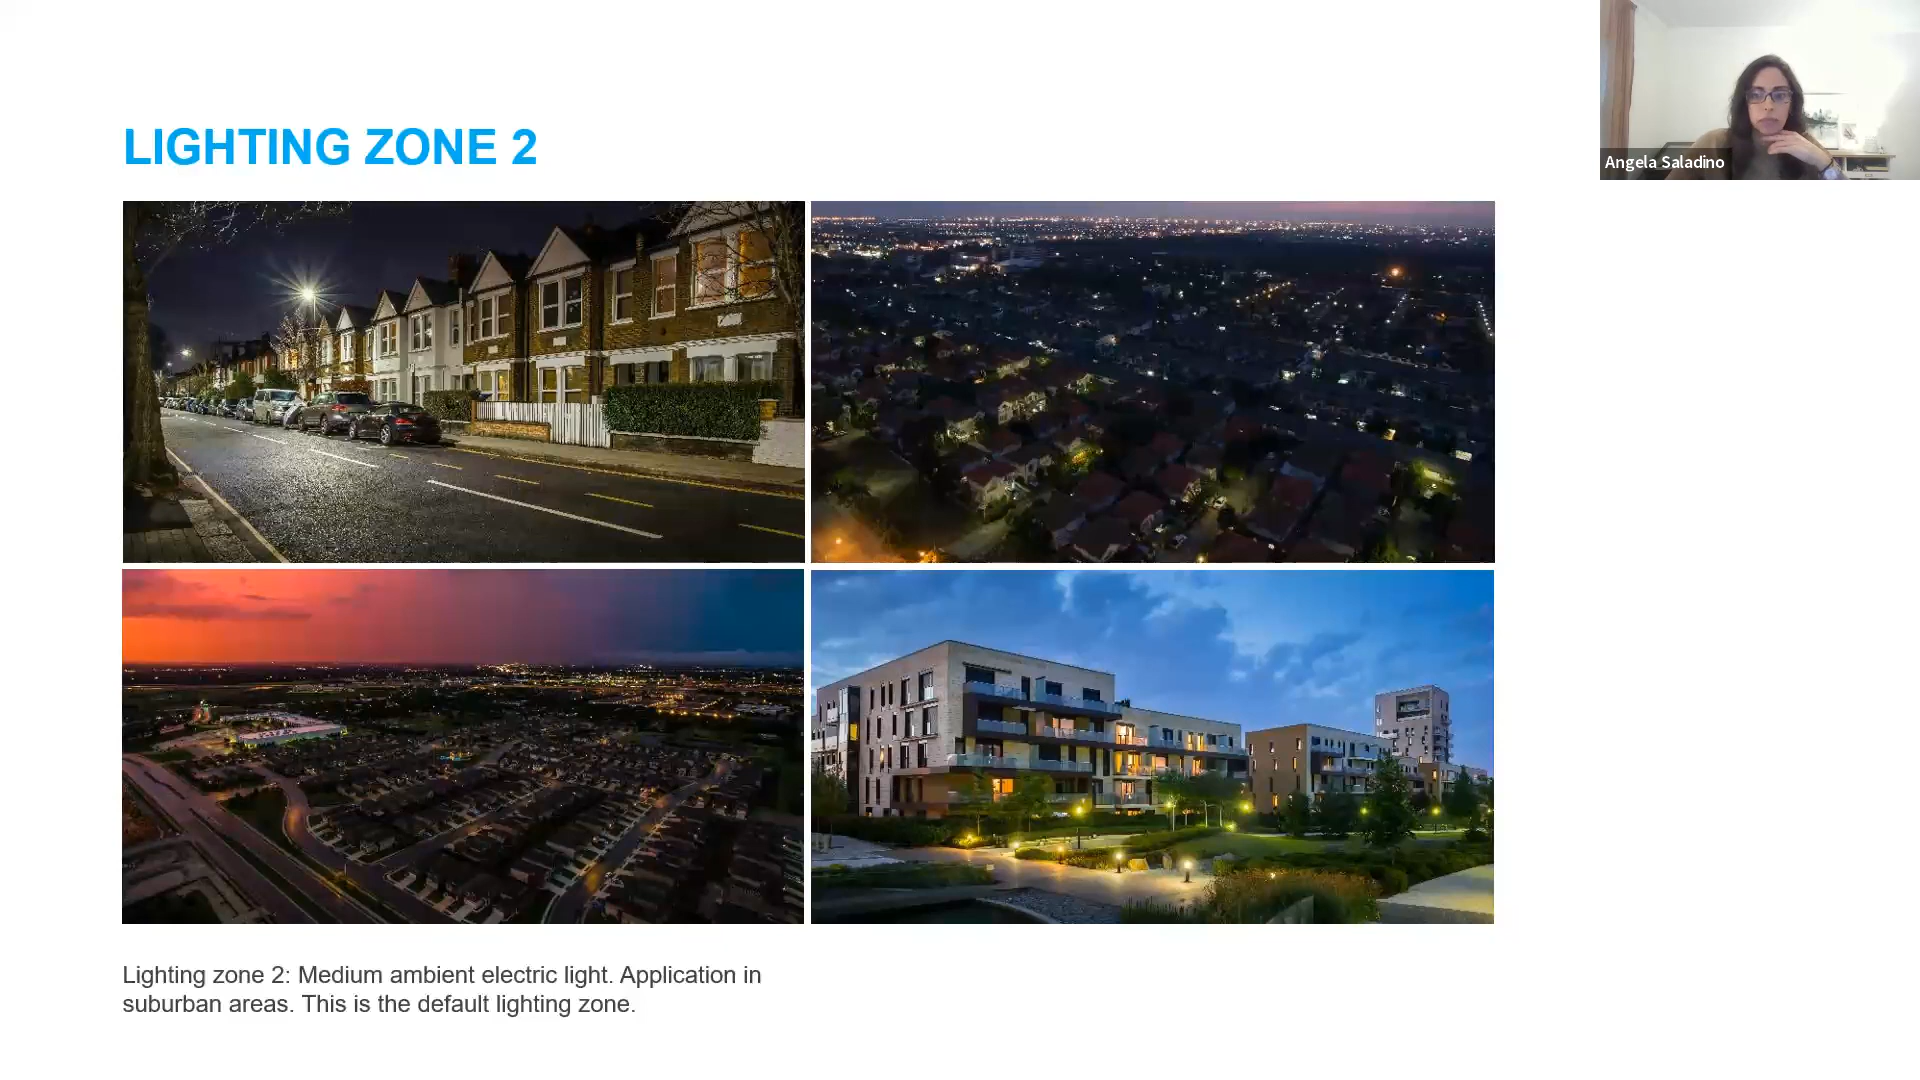 LIGHTING ZONE 2
Angela Saladino
Lighting zone 2: Medium ambient electric light. Application in
suburban areas. This is the default lighting zone.